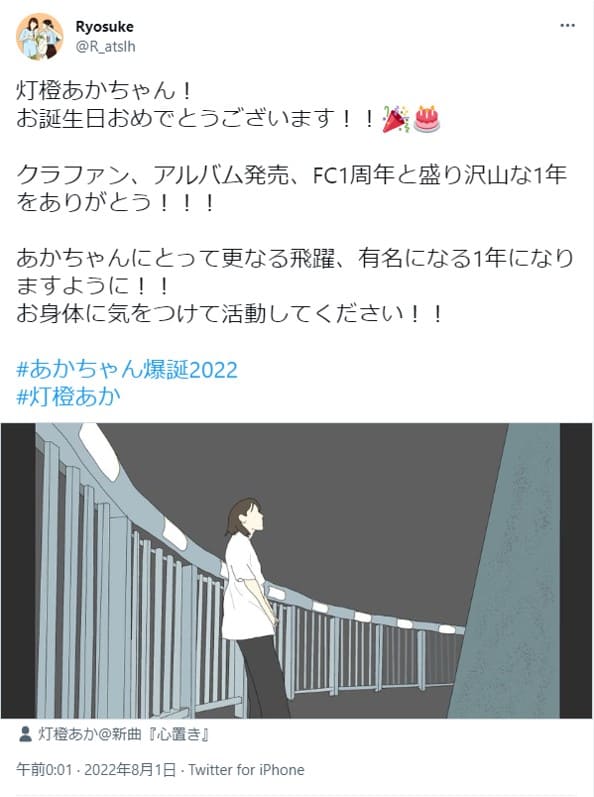 Ryosuke
@R_atslh
灯橙あかちゃん！
お誕生日おめでとうございます！！🎉🎂
クラファン、アルバム発売、FC1周年と盛り沢山な1年
をありがとう！！！
あかちゃんにとって更なる飛躍、有名になる1年になり
ますように！！
お身体に気をつけて活動してください！！
#あかちゃん爆誕2022
#灯橙あか
灯橙あか@新曲『心置き』
午前0:01 · 2022年8月1日 · Twitter for iPhone